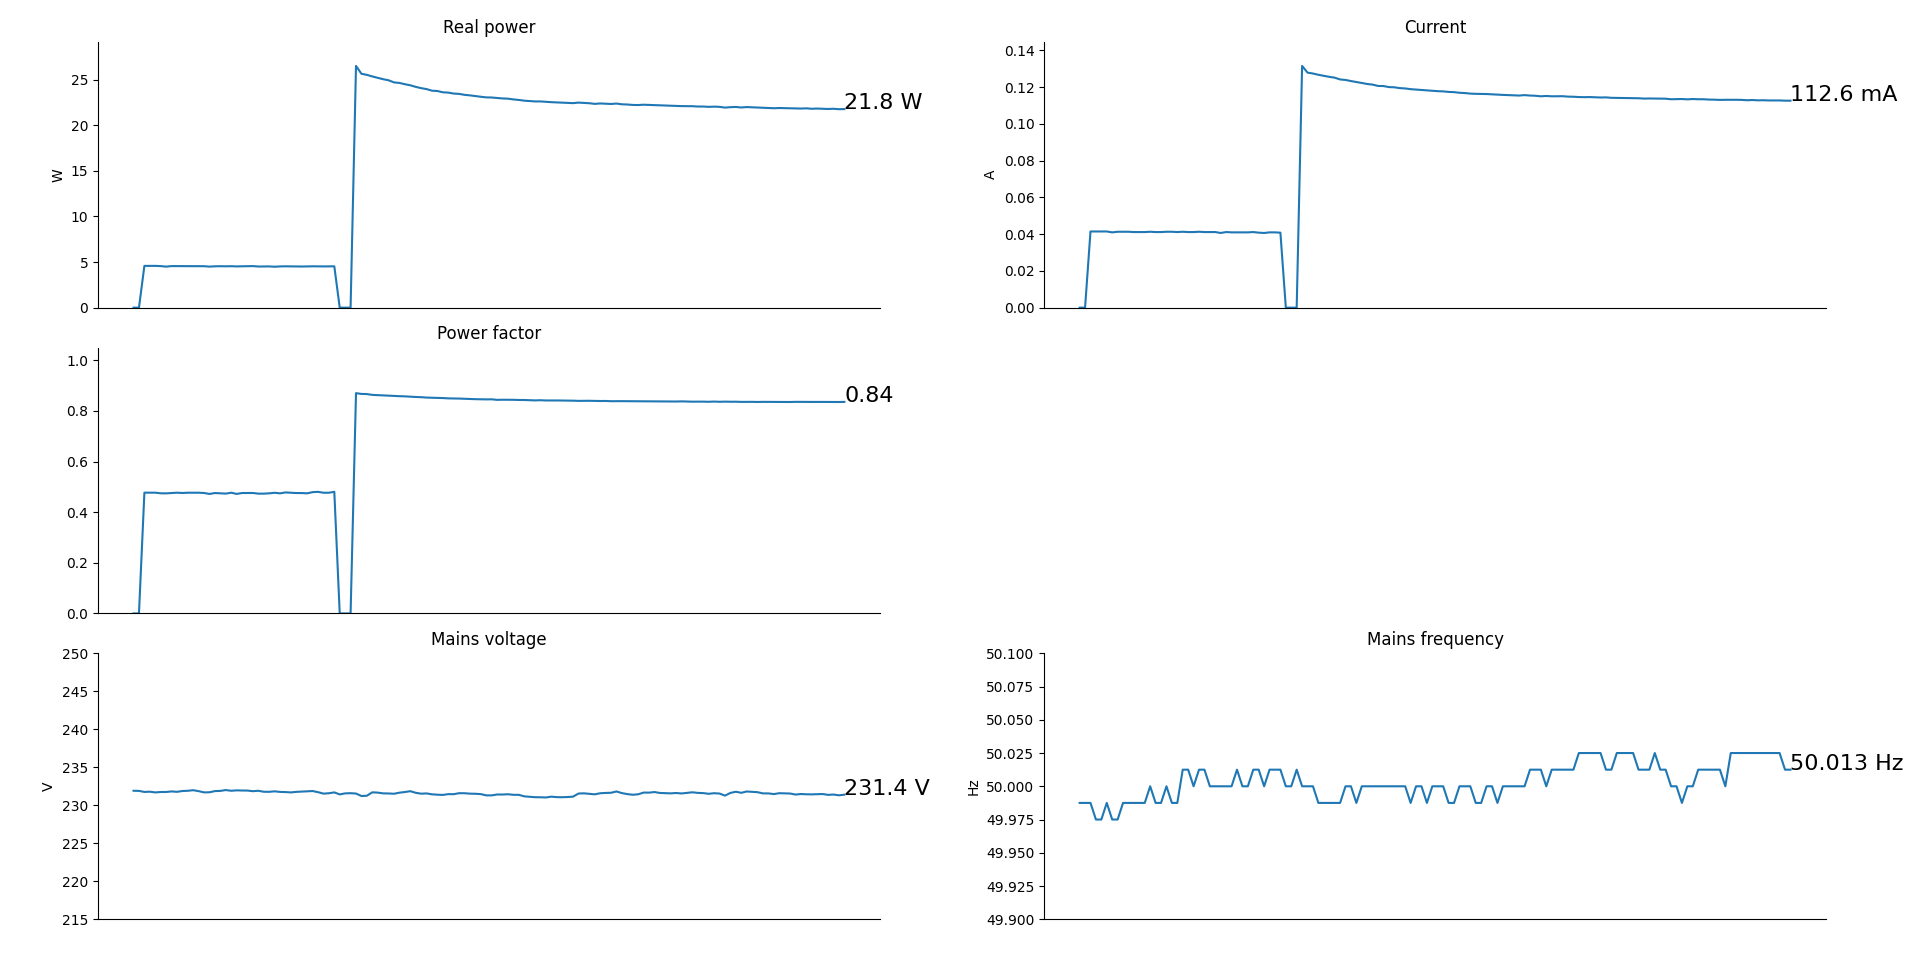 Real power
W
25
20
15
10
5
0
21.8 W
Current
A
0.14
0.12
0.10
0.08
0.06
0.04
0.02
0.00
112.6 mA
Power factor
1.0
0.8
0.6
0.4
0.2
0.0
0.84
Mains voltage
V
250
245
240
235
230
225
220
215
231.4 V
Mains frequency
Hz
50.100
50.075
50.050
50.025
50.000
49.975
49.950
49.925
49.900
50.013 Hz